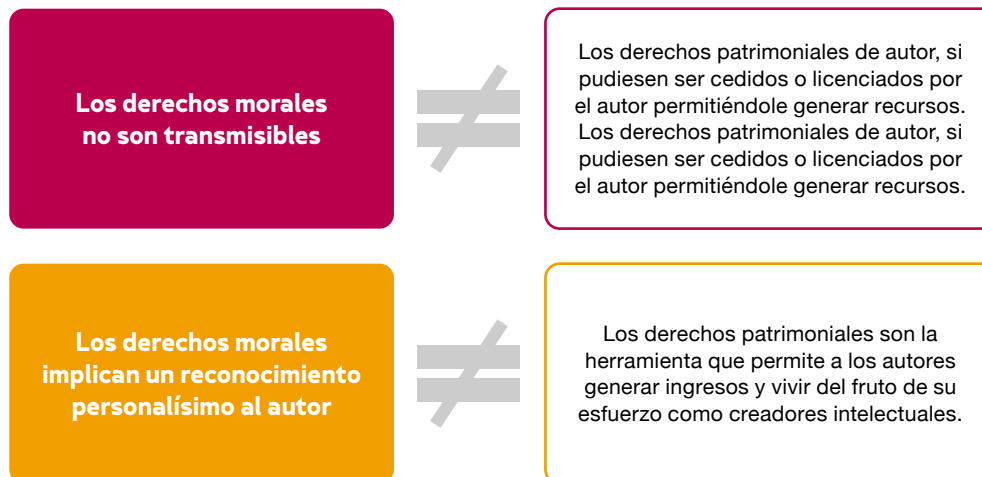 Los derechos morales
no son transmisibles
Los derechos patrimoniales de autor, si
pudiesen ser cedidos o licenciados por
el autor permitiéndole generar recursos.
Los derechos patrimoniales de autor, si
pudiesen ser cedidos o licenciados por
el autor permitiéndole generar recursos.
Los derechos morales
implican un reconocimiento
personalísimo al autor
Los derechos patrimoniales son la
herramienta que permite a los autores
generar ingresos y vivir del fruto de su
esfuerzo como creadores intelectuales.